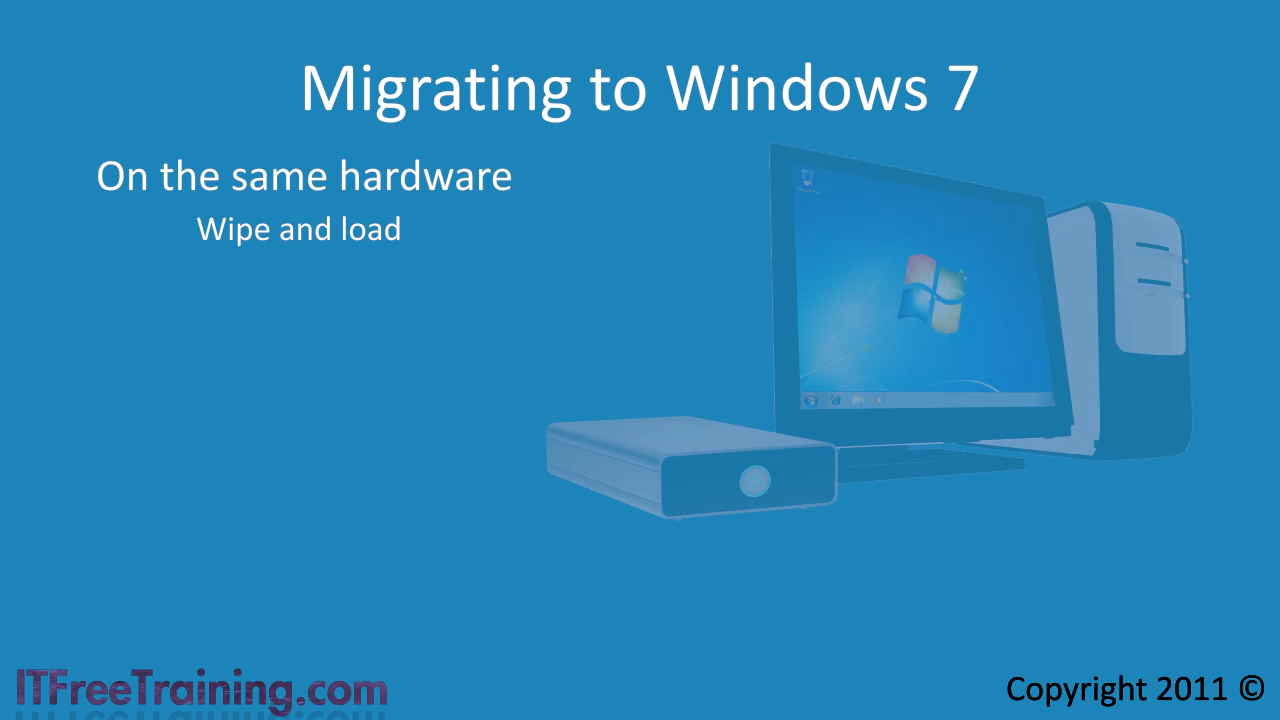 Migrating to Windows 7
On the same hardware
Wipe and load
ITFreeTraining.com
Copyright 2011 ©